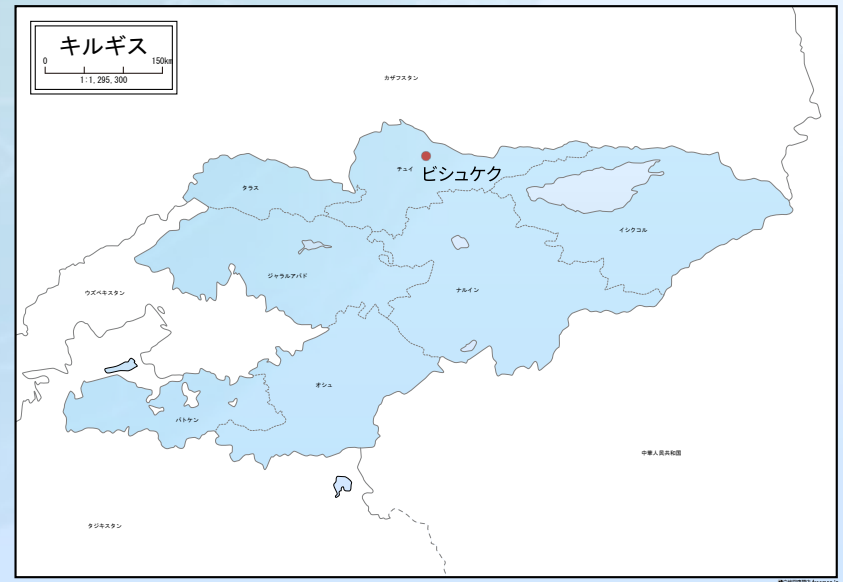 キルギス
0 150km
1:1,295,300
カザフスタン
チュイ
ビシュケク
タラス
イシクコル
ジャラルアバド
ナルイン
ウズベキスタン
オシュ
バトケン
中華人民共和国
タジキスタン